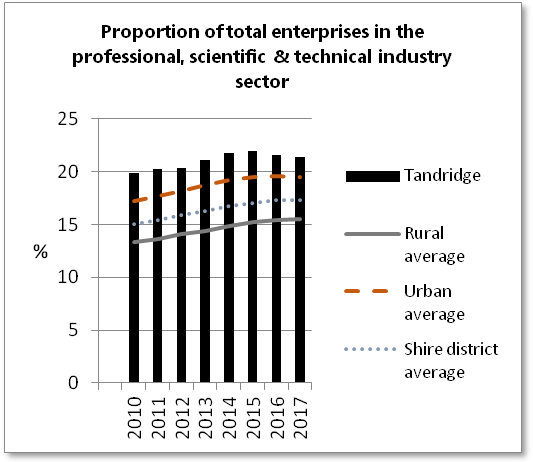 Proportion of total enterprises in the
professional, scientific & technical industry
sector
25
20
15
10
5
0
%
2010
2011
2012
2013
2014
2015
2016
2017
Tandridge
Rural
average
Urban
average
Shire district
average